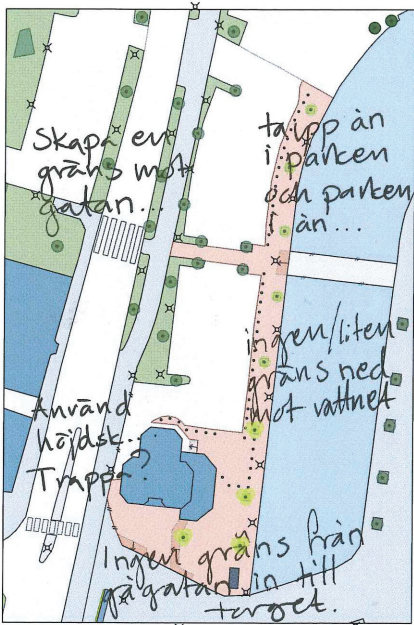 Skapa en
gräns mot
gatan...
ta upp ån
i parken
och parken
i ån...
ingen/liten
gräns ned
mot vattnet
Använd
höjdsk...
Trappa?
Ingen gräns från
gågatan in till
torget.